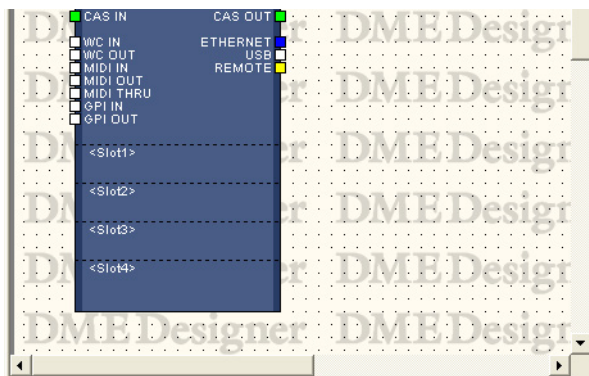 CAS IN CAS OUT
WC IN ETHERNET
WC OUT USB
MIDI IN REMOTE
MIDI OUT
MIDI THRU
GPI IN
GPI OUT
<Slot1>
<Slot2>
<Slot3>
<Slot4>
DME Designer DME Design